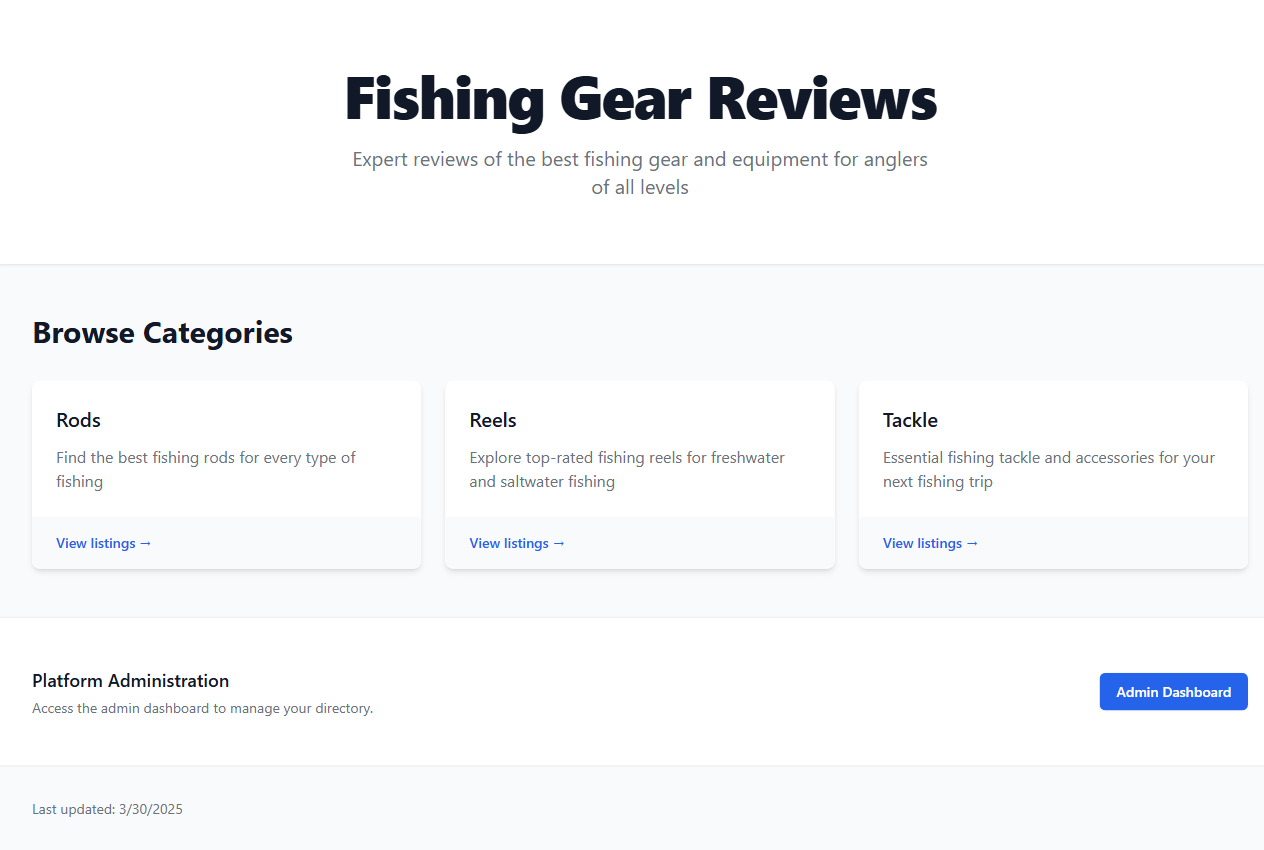 Fishing Gear Reviews
Expert reviews of the best fishing gear and equipment for anglers
of all levels
Browse Categories
Rods
Find the best fishing rods for every type of
fishing
View listings →
Reels
Explore top-rated fishing reels for freshwater
and saltwater fishing
View listings →
Tackle
Essential fishing tackle and accessories for your
next fishing trip
View listings →
Platform Administration
Access the admin dashboard to manage your directory.
Admin Dashboard
Last updated: 3/30/2025